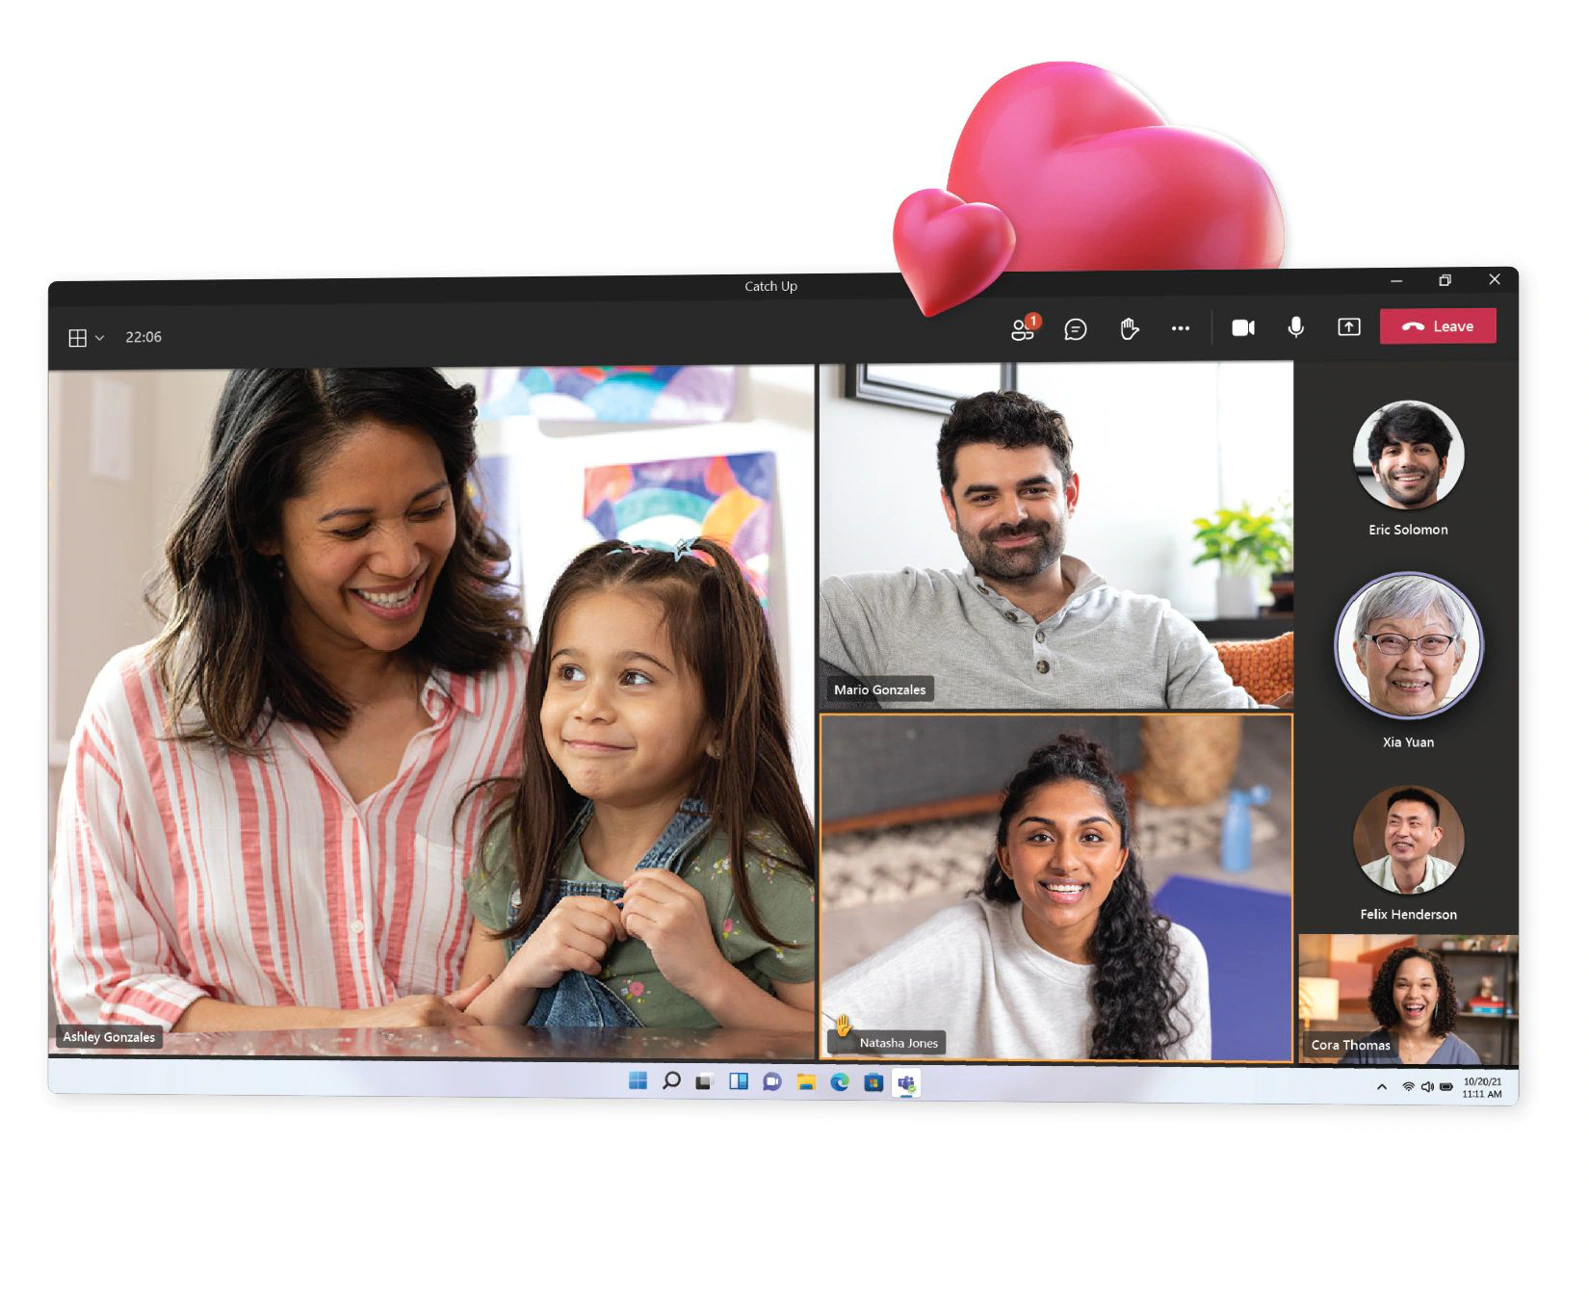 Catch Up
22:06
1
Leave
Eric Solomon
Mario Gonzales
Xia Yuan
Felix Henderson
Ashley Gonzales
Natasha Jones
Cora Thomas
10/20/21
11:11 AM